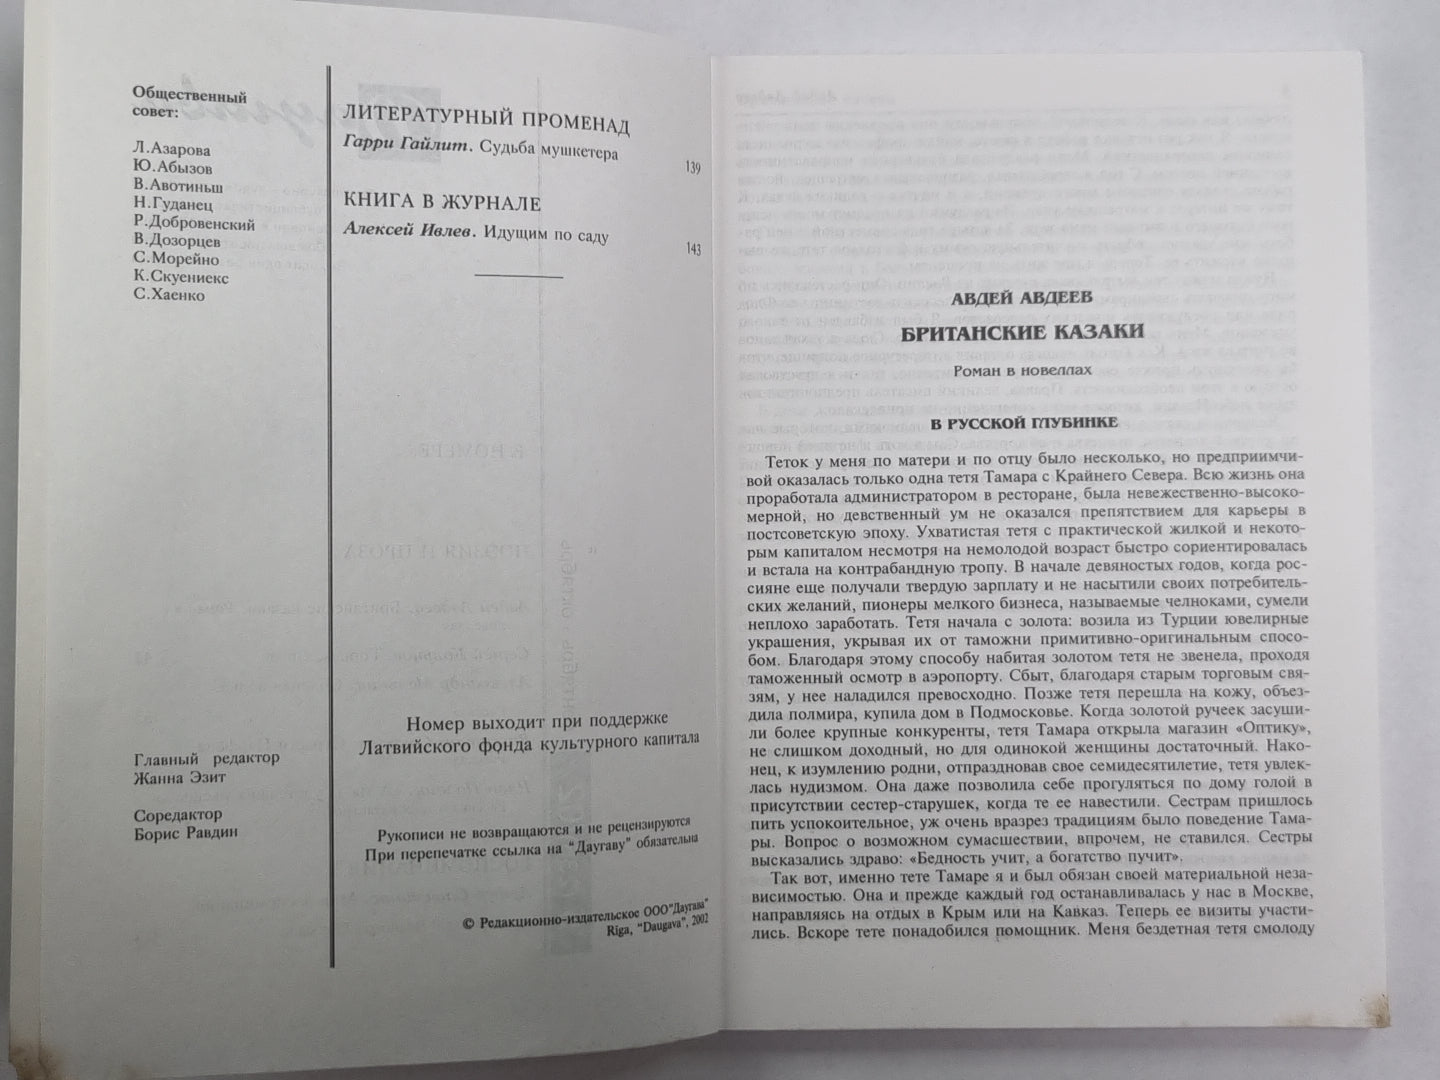 Общественный
совет:
Л.Азарова
Ю.Абызов
В.Авотиньш
Н.Гуданец
Р.Добровенский
В.Дозорцев
С.Морейно
К.Скуениекс
С.Хаенко
Главный редактор
Жанна Эзит
Соредактор
Борис Равдин
ЛИТЕРАТУРНЫЙ ПРОМЕНАД
Гарри Гайлит. Судьба мушкетера 139
КНИГА В ЖУРНАЛЕ
Алексей Ивлев. Идущим по саду 143
Номер выходит при поддержке
Латвийского фонда культурного капитала
Рукописи не возвращаются и не рецензируются
При перепечатке ссылка на “Даугаву” обязательна
© Редакционно-издательское ООО"Даугава"
Riga, “Daugava”, 2002
АВДЕЙ АВДЕЕВ
БРИТАНСКИЕ КАЗАКИ
Роман в новеллах
В РУССКОЙ ГЛУБИНКЕ
Теток у меня по матери и по отцу было несколько, но предприимчи-
вой оказалась только одна тетя Тамара с Крайнего Севера. Всю жизнь она
проработала администратором в ресторане, была невежественно-высоко-
мерной, но девственный ум не оказался препятствием для карьеры в
постсоветскую эпоху. Ухватистая тетя с практической жилкой и некото-
рым капиталом несмотря на немолодой возраст быстро сориентировалась
и встала на контрабандную тропу. В начале девяностых годов, когда рос-
сияне еще получали твердую зарплату и не насытили своих потребитель-
ских желаний, пионеры мелкого бизнеса, называемые челноками, сумели
неплохо заработать. Тетя начала с золота: возила из Турции ювелирные
украшения, укрывая их от таможни примитивно-оригинальным спосо-
бом. Благодаря этому способу набитая золотом тетя не звенела, проходя
таможенный осмотр в аэропорту. Сбыт, благодаря старым торговым свя-
зям, у нее наладился превосходно. Позже тетя перешла на кожу, объез-
дила полмира, купила дом в Подмосковье. Когда золотой ручеек засуши-
ли более крупные конкуренты, тетя Тамара открыла магазин «Оптику»,
не слишком доходный, но для одинокой женщины достаточный. Нако-
нец, к изумлению родни, отпраздновав свое семидесятилетие, тетя увлек-
лась нудизмом. Она даже позволила себе прогуляться по дому голой в
присутствии сестер-старушек, когда те ее навестили. Сестрам пришлось
пить успокоительное, уж очень вразрез традициям было поведение Тама-
ры. Вопрос о возможном сумасшествии, впрочем, не ставился. Сестры
высказались здраво: «Бедность учит, а богатство пучит».
Так вот, именно тете Тамаре я и был обязан своей материальной неза-
висимостью. Она и прежде каждый год останавливалась у нас в Москве,
направляясь на отдых в Крым или на Кавказ. Теперь ее визиты участи-
лись. Вскоре тете понадобился помощник. Меня бездетная тетя смолоду